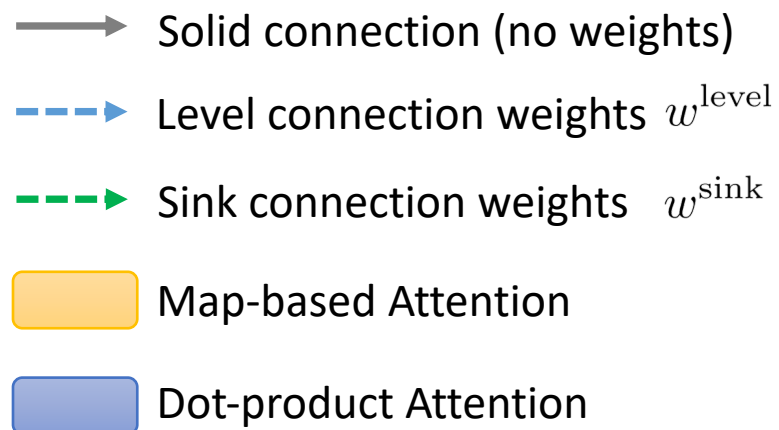 Solid connection (no weights)
Level connection weights w^level
Sink connection weights w^sink
Map-based Attention
Dot-product Attention